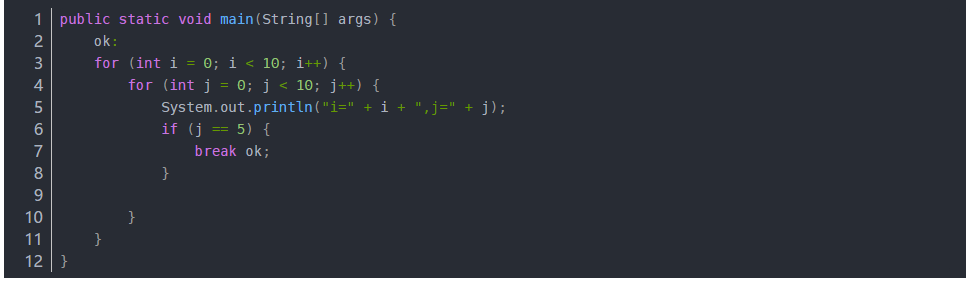 1 public static void main(String[] args) {
2     ok:
3     for (int i = 0; i < 10; i++) {
4         for (int j = 0; j < 10; j++) {
5             System.out.println("i=" + i + ",j=" + j);
6             if (j == 5) {
7                 break ok;
8             }
9
10         }
11     }
12 }